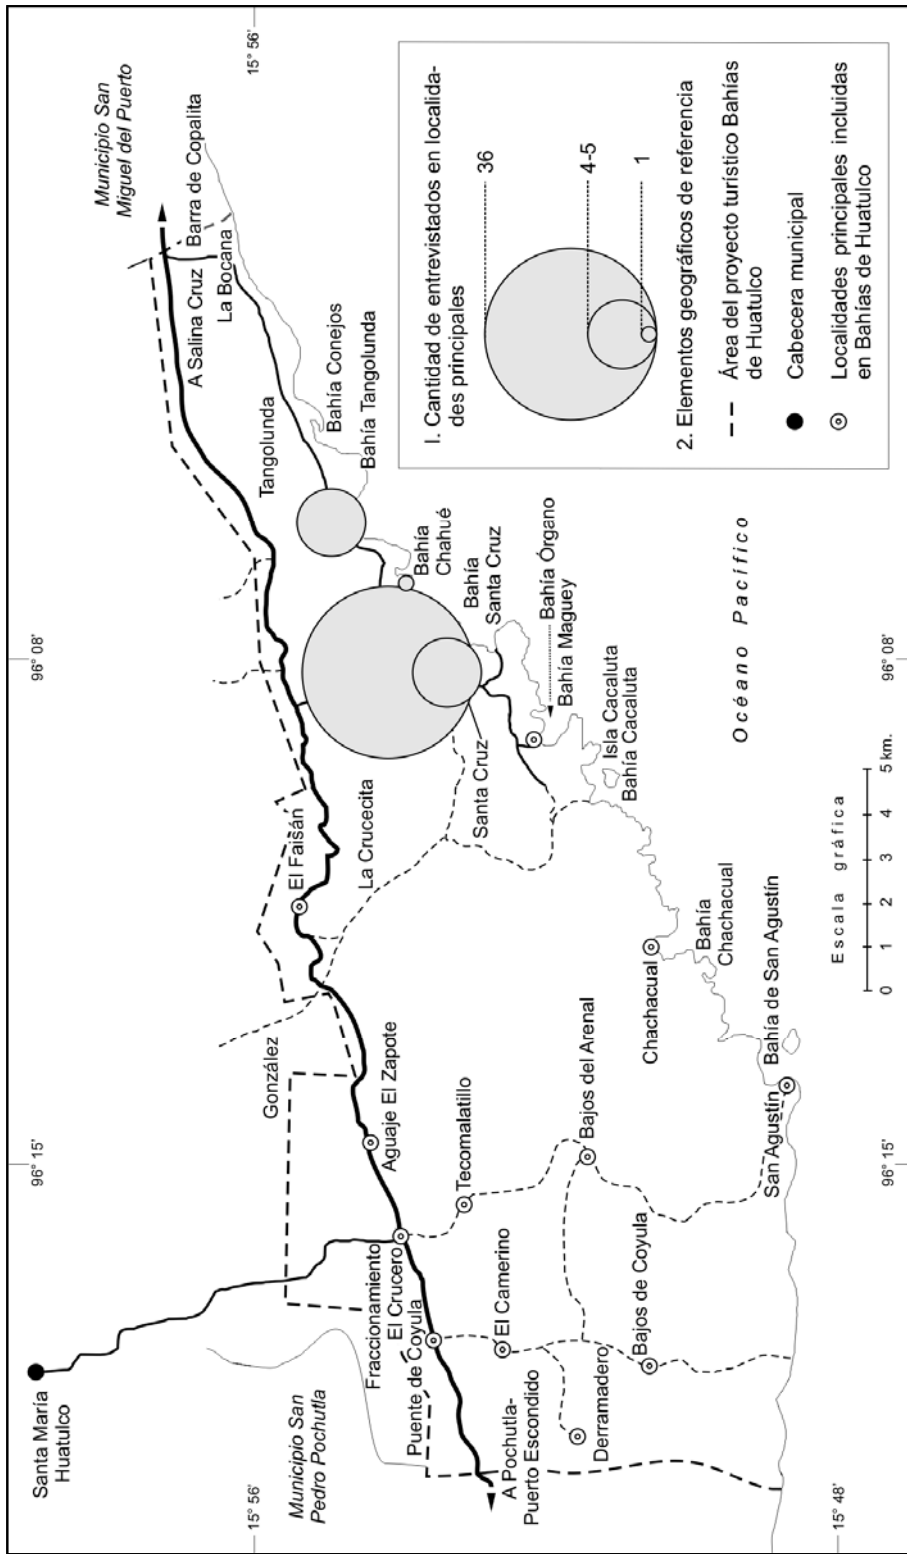 Santa María
Huatulco
15° 56'
Municipio San
Pedro Pochutla
Fraccionamiento
El Crucero
Puente de Coyula
A Pochutla-
Puerto Escondido
El Camerino
Derramadero
Bajos de Coyula
15° 48'
96° 15'
González
Aguaje El Zapote
Tecomalatillo
Bajos del Arenal
San Agustín
Bahía de San Agustín
96° 15'
El Faisán
La Crucecita
Santa Cruz
Chachacual
Bahía
Chachacual
Escala gráfica
0 1 2 3 4 5 km.
96° 08'
Tangolunda
Bahía
Chahué
Bahía
Santa Cruz
Bahía Órgano
Bahía Maguey
Isla Cacaluta
Bahía Cacaluta
Océano Pacífico
96° 08'
Municipio San
Miguel del Puerto
A Salina Cruz
La Bocana
Barra de Copalita
Bahía Conejos
Bahía Tangolunda
15° 56'
I. Cantidad de entrevistados en localida-
des principales
36
4-5
1
2. Elementos geográficos de referencia
Área del proyecto turístico Bahías
de Huatulco
Cabecera municipal
Localidades principales incluidas
en Bahías de Huatulco